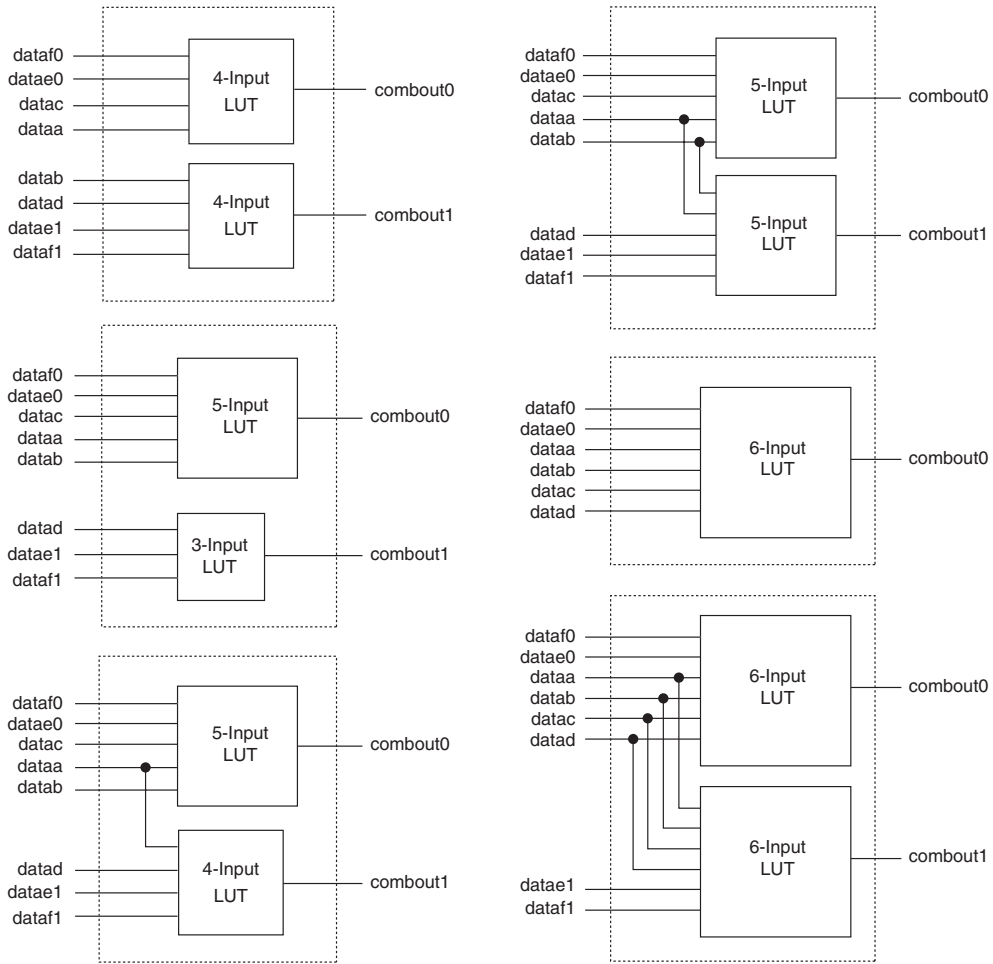 dataf0
datae0
datac
dataa
4-Input
LUT
combout0
datab
datad
datae1
dataf1
4-Input
LUT
combout1
dataf0
datae0
datac
dataa
datab
5-Input
LUT
combout0
datad
datae1
dataf1
3-Input
LUT
combout1
dataf0
datae0
datac
dataa
datab
5-Input
LUT
combout0
datad
datae1
dataf1
4-Input
LUT
combout1
dataf0
datae0
datac
dataa
datab
5-Input
LUT
combout0
datad
datae1
dataf1
5-Input
LUT
combout1
dataf0
datae0
dataa
datab
datac
datad
6-Input
LUT
combout0
dataf0
datae0
dataa
datab
datac
datad
6-Input
LUT
combout0
datae1
dataf1
6-Input
LUT
combout1